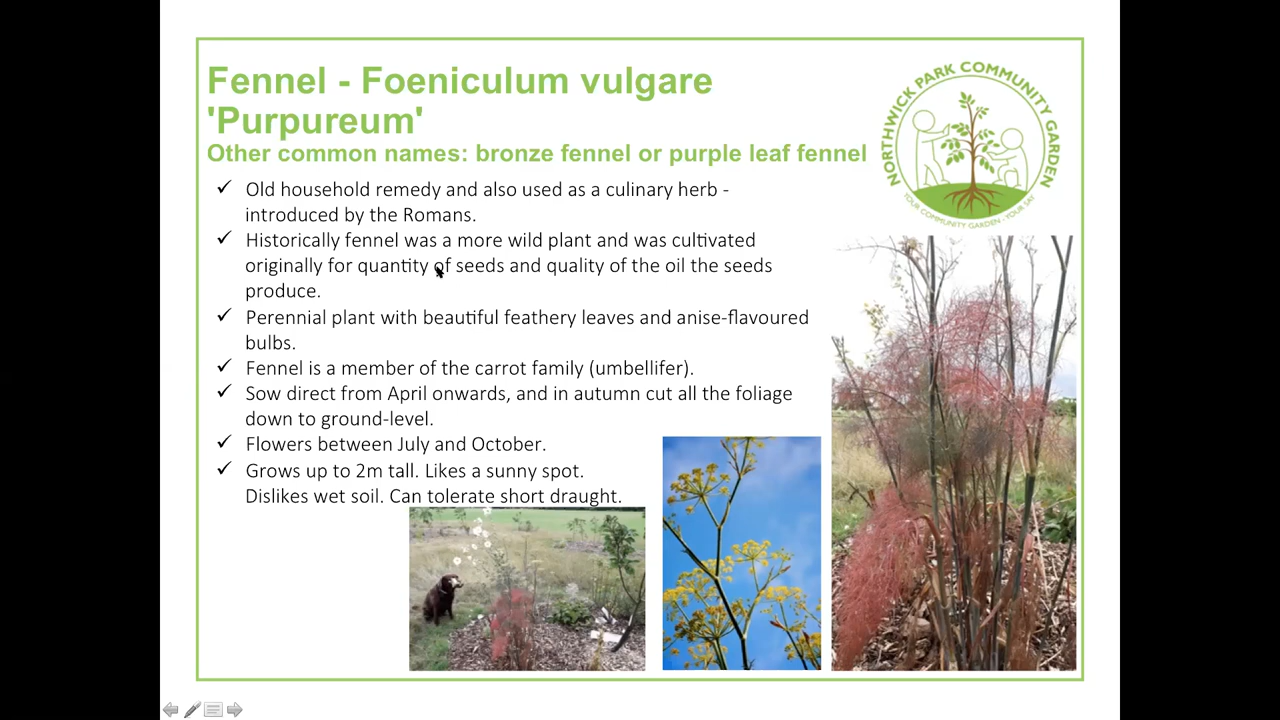 Fennel - Foeniculum vulgare
'Purpureum'
Other common names: bronze fennel or purple leaf fennel
NORTHWICK PARK COMMUNITY GARDEN
YOUR COMMUNITY GARDEN - YOUR SAY
Old household remedy and also used as a culinary herb -
introduced by the Romans.
Historically fennel was a more wild plant and was cultivated
originally for quantity of seeds and quality of the oil the seeds
produce.
Perennial plant with beautiful feathery leaves and anise-flavoured
bulbs.
Fennel is a member of the carrot family (umbellifer).
Sow direct from April onwards, and in autumn cut all the foliage
down to ground-level.
Flowers between July and October.
Grows up to 2m tall. Likes a sunny spot.
Dislikes wet soil. Can tolerate short draught.